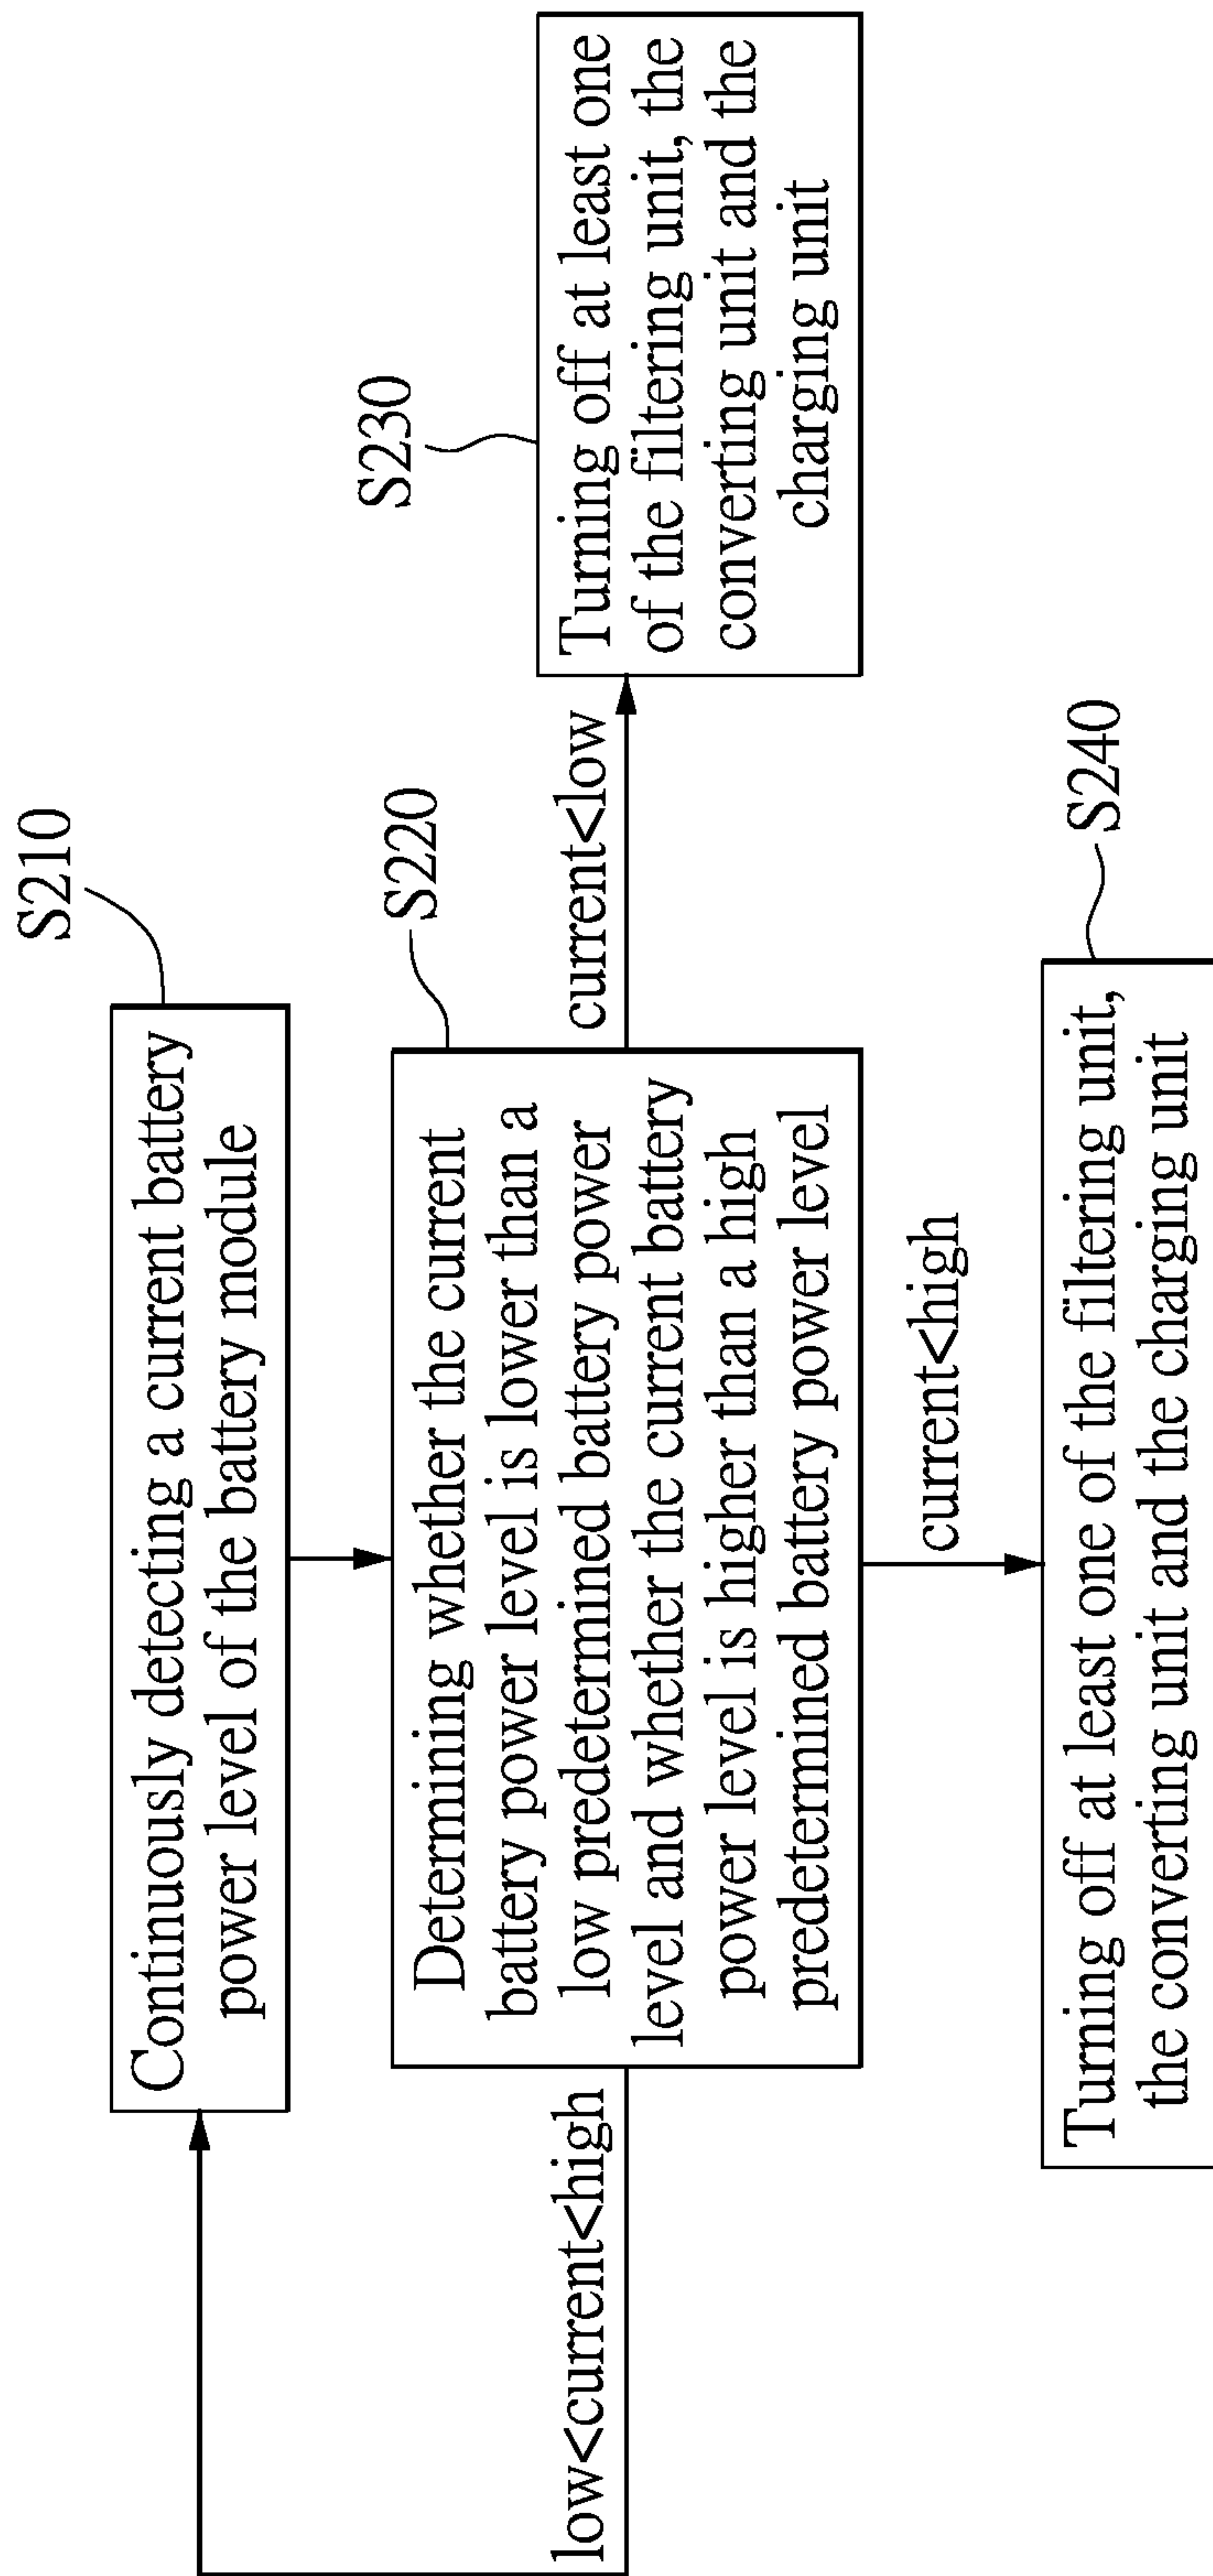 S210
Continuously detecting a current battery
power level of the battery module
S220
Determining whether the current
battery power level is lower than a
low predetermined battery power
level and whether the current battery
power level is higher than a high
predetermined battery power level
low<current<high
current<low
S230
Turning off at least one
of the filtering unit, the
converting unit and the
charging unit
current<high
S240
Turning off at least one of the filtering unit,
the converting unit and the charging unit